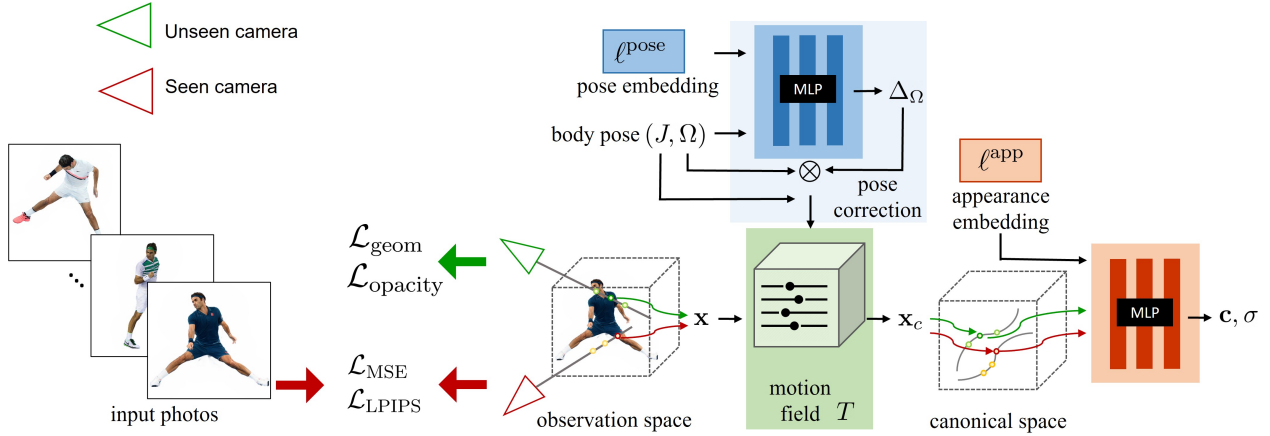 Unseen camera
Seen camera
input photos
ℒ_geom
ℒ_opacity
ℒ_MSE
ℒ_LPIPS
observation space
ℓ^pose
pose embedding
body pose (J, Ω)
MLP
Δ_Ω
⊗
pose
correction
x
motion
field T
x_c
canonical space
ℓ^app
appearance
embedding
MLP
c, σ